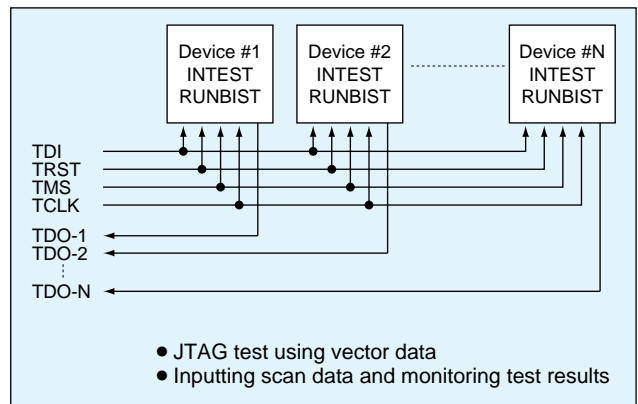 Device #1
INTEST
RUNBIST
Device #2
INTEST
RUNBIST
Device #N
INTEST
RUNBIST
TDI
TRST
TMS
TCLK
TDO-1
TDO-2
TDO-N
● JTAG test using vector data
● Inputting scan data and monitoring test results